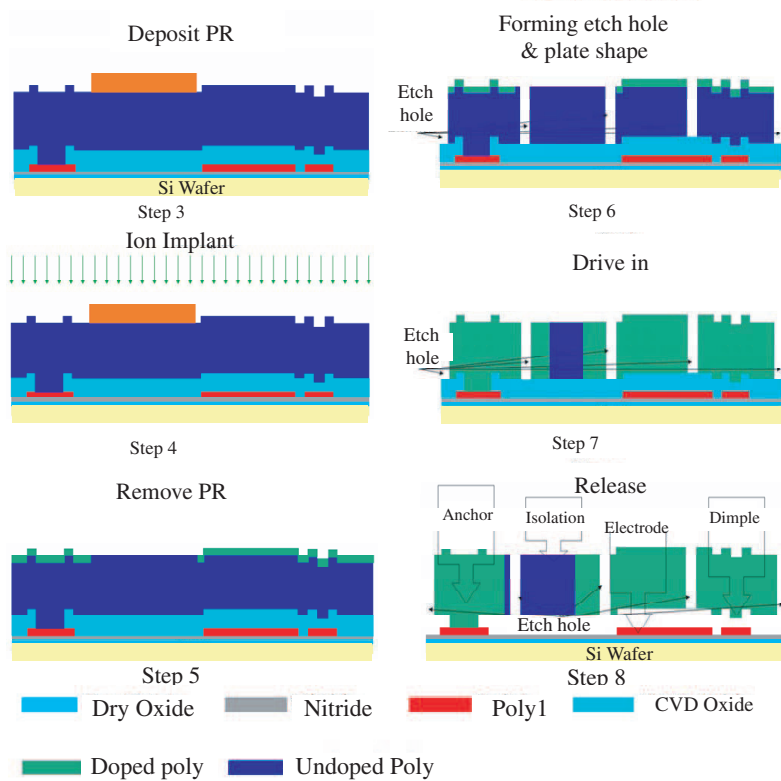 Deposit PR
Si Wafer
Step 3
Ion Implant
Step 4
Remove PR
Step 5
Forming etch hole
& plate shape
Etch
hole
Step 6
Drive in
Etch
hole
Step 7
Release
Anchor
Isolation
Electrode
Dimple
Etch hole
Si Wafer
Step 8
Dry Oxide
Nitride
Poly1
CVD Oxide
Doped poly
Undoped Poly